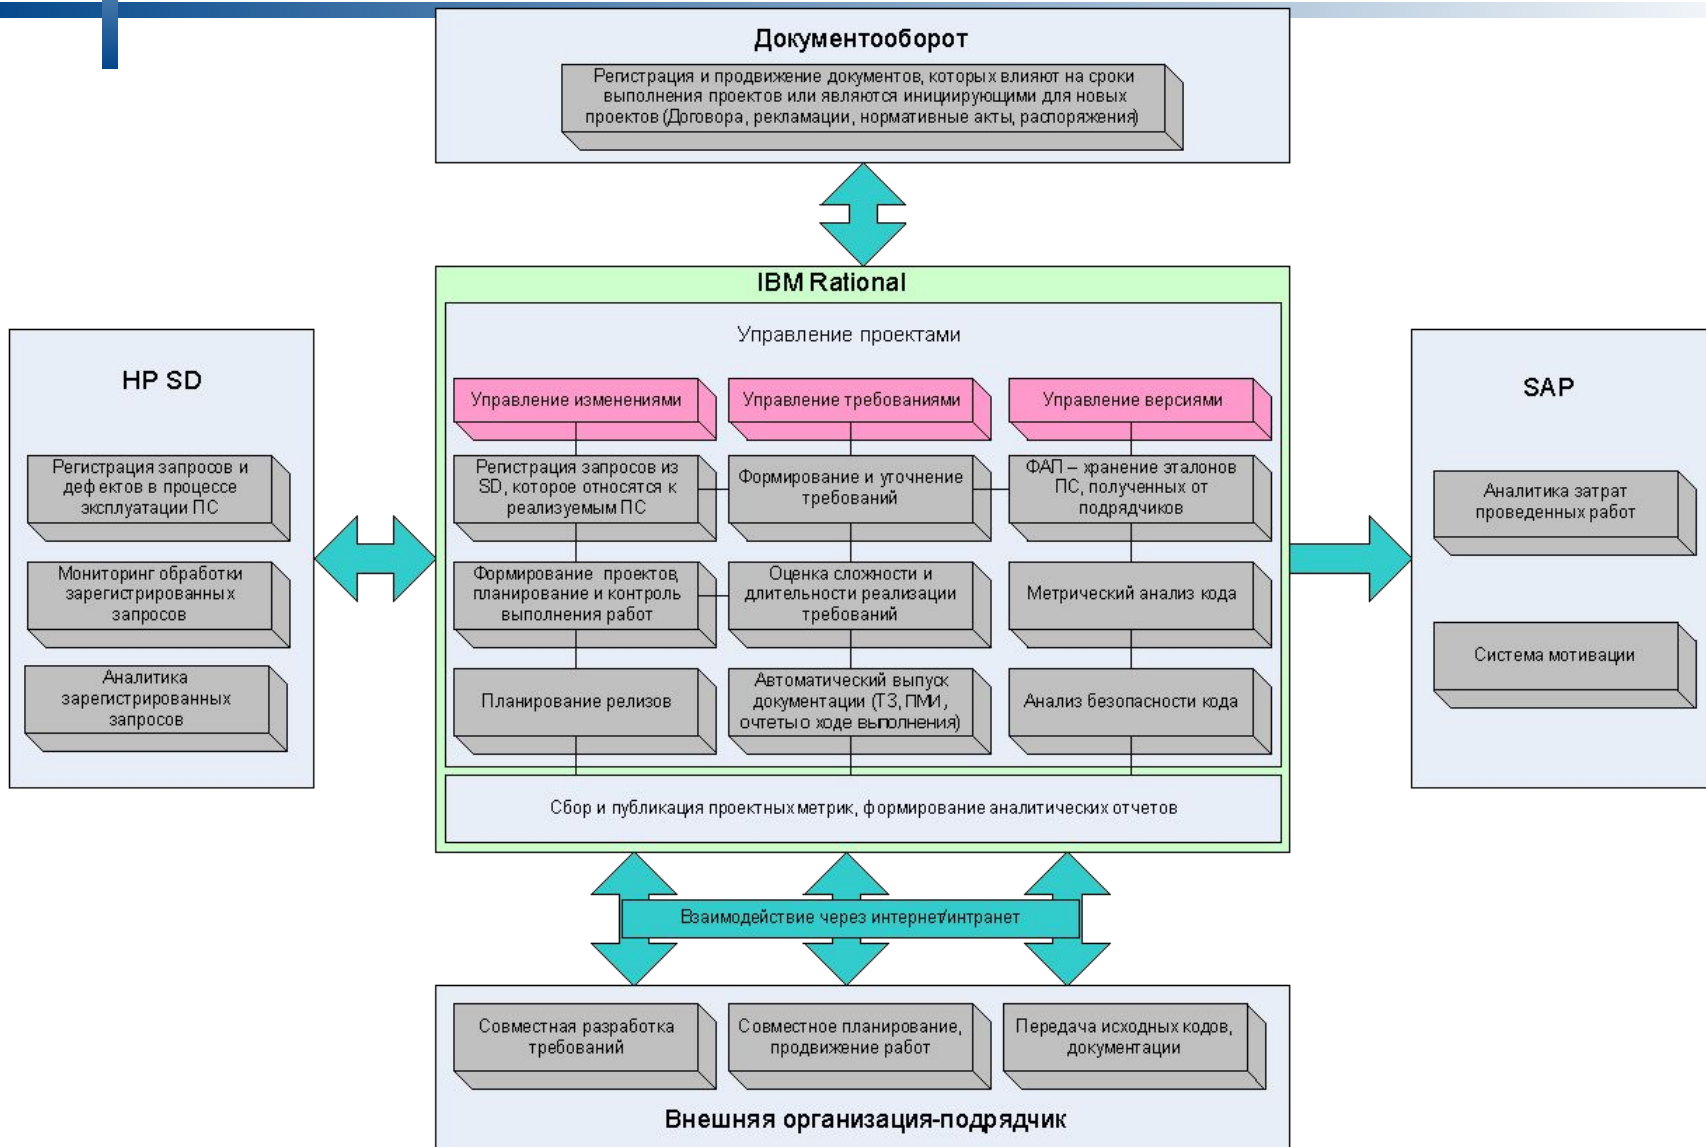 Документооборот
Регистрация и продвижение документов, которых влияют на сроки
выполнения проектов или являются инициирующими для новых
проектов (Договора, рекламации, нормативные акты, распоряжения)
IBM Rational
Управление проектами
HP SD
Регистрация запросов и
дефектов в процессе
эксплуатации ПС
Мониторинг обработки
зарегистрированных
запросов
Аналитика
зарегистрированных
запросов
Управление изменениями
Регистрация запросов из
SD, которое относятся к
реализуемым ПС
Формирование проектов,
планирование и контроль
выполнения работ
Планирование релизов
Управление требованиями
Формирование и уточнение
требований
Оценка сложности и
длительности реализации
требований
Автоматический выпуск
документации (ТЗ, ПМИ,
очтеты о ходе выполнения)
Управление версиями
ФАП – хранение эталонов
ПС, полученных от
подрядчиков
Метрический анализ кода
Анализ безопасности кода
SAP
Аналитика затрат
проведенных работ
Система мотивации
Сбор и публикация проектных метрик, формирование аналитических отчетов
Взаимодействие через интернет/интранет
Совместная разработка
требований
Совместное планирование,
продвижение работ
Передача исходных кодов,
документации
Внешняя организация-подрядчик